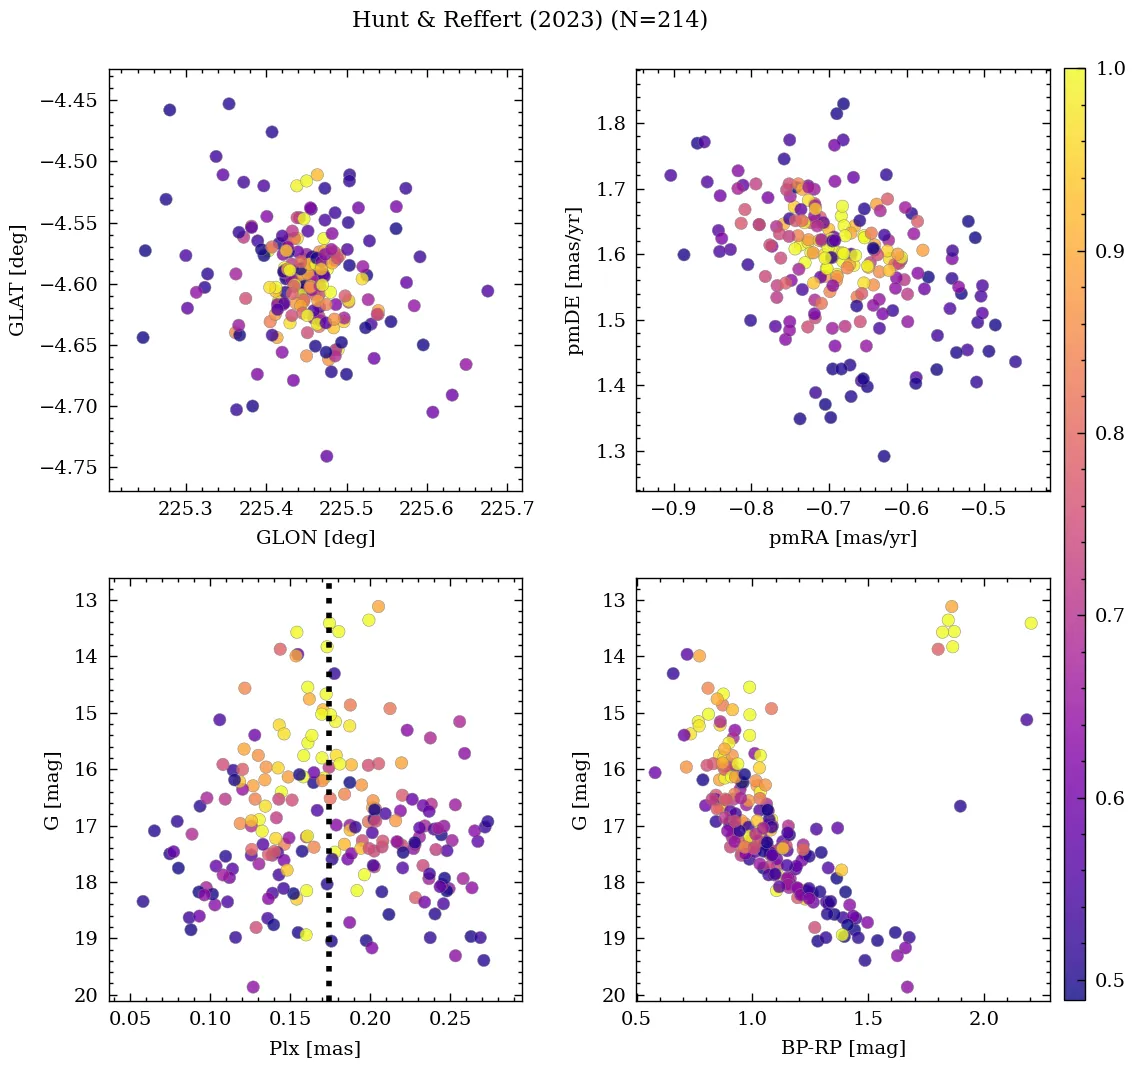 Hunt & Reffert (2023) (N=214)
−4.45
−4.50
−4.55
−4.60
−4.65
−4.70
−4.75
GLAT [deg]
225.3 225.4 225.5 225.6 225.7
GLON [deg]
1.8
1.7
1.6
1.5
1.4
1.3
pmDE [mas/yr]
−0.9 −0.8 −0.7 −0.6 −0.5
pmRA [mas/yr]
1.0
0.9
0.8
0.7
0.6
0.5
13
14
15
16
17
18
19
20
G [mag]
0.05 0.10 0.15 0.20 0.25
Plx [mas]
13
14
15
16
17
18
19
20
G [mag]
0.5 1.0 1.5 2.0
BP-RP [mag]